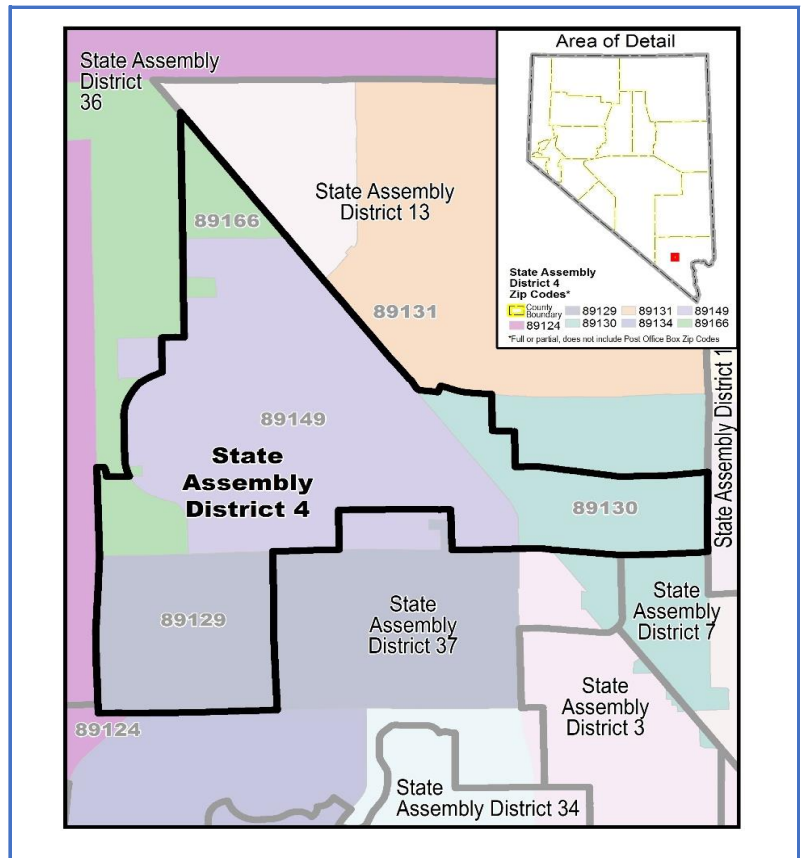 State Assembly
District
36
Area of Detail
State Assembly
District 4
Zip Codes*
County
Boundary
89124
89129
89130
89131
89134
89149
89166
*Full or partial, does not include Post Office Box Zip Codes
State Assembly
District 13
89166
89131
89149
State
Assembly
District 4
State Assembly District 1
89130
89129
State
Assembly
District 37
State
Assembly
District 7
State
Assembly
District 3
89124
State
Assembly District 34